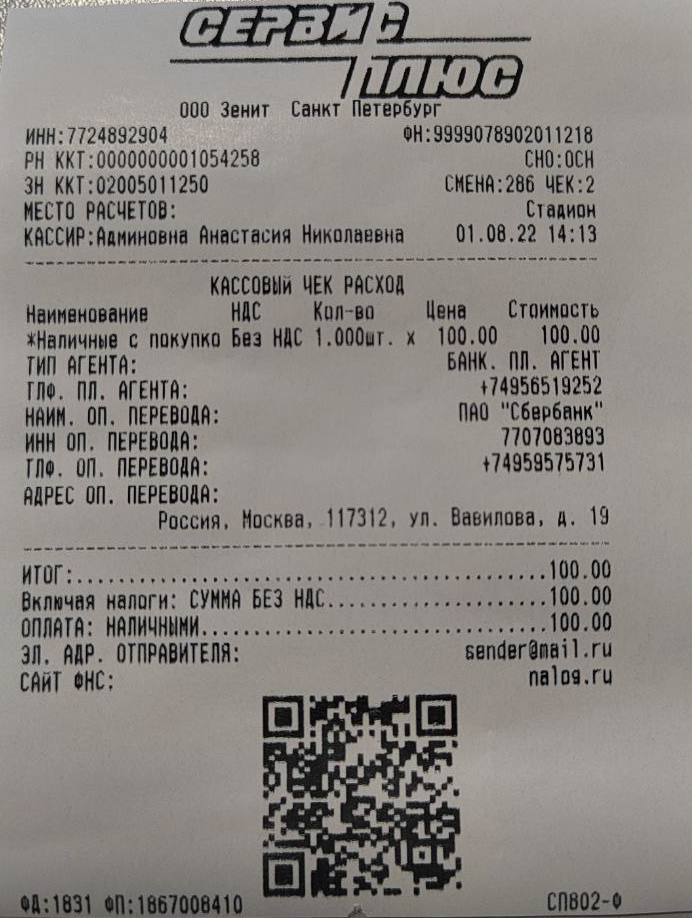 СЕРВИС
ПЛЮС
ООО Зенит Санкт Петербург
ИНН:7724892904 ФН:9999078902011218
РН ККТ:0000000001054258 СНО:ОСН
ЗН ККТ:02005011250 СМЕНА:286 ЧЕК:2
МЕСТО РАСЧЕТОВ: Стадион
КАССИР:Админовна Анастасия Николаевна 01.08.22 14:13
КАССОВЫЙ ЧЕК РАСХОД
Наименование НДС Кол-во Цена Стоимость
*Наличные с покупко Без НДС 1.000шт. х 100.00 100.00
ТИП АГЕНТА: БАНК. ПЛ. АГЕНТ
ТЛФ. ПЛ. АГЕНТА: +74956519252
НАИМ. ОП. ПЕРЕВОДА: ПАО "Сбербанк"
ИНН ОП. ПЕРЕВОДА: 7707083893
ТЛФ. ОП. ПЕРЕВОДА: +74959575731
АДРЕС ОП. ПЕРЕВОДА:
Россия, Москва, 117312, ул. Вавилова, д. 19
ИТОГ:..............................................100.00
Включая налоги: СУММА БЕЗ НДС.....................100.00
ОПЛАТА: НАЛИЧНЫМИ.................................100.00
ЭЛ. АДР. ОТПРАВИТЕЛЯ: sender@mail.ru
САЙТ ФНС: nalog.ru
ФД:1831 ФП:1867008410 СП802-Ф